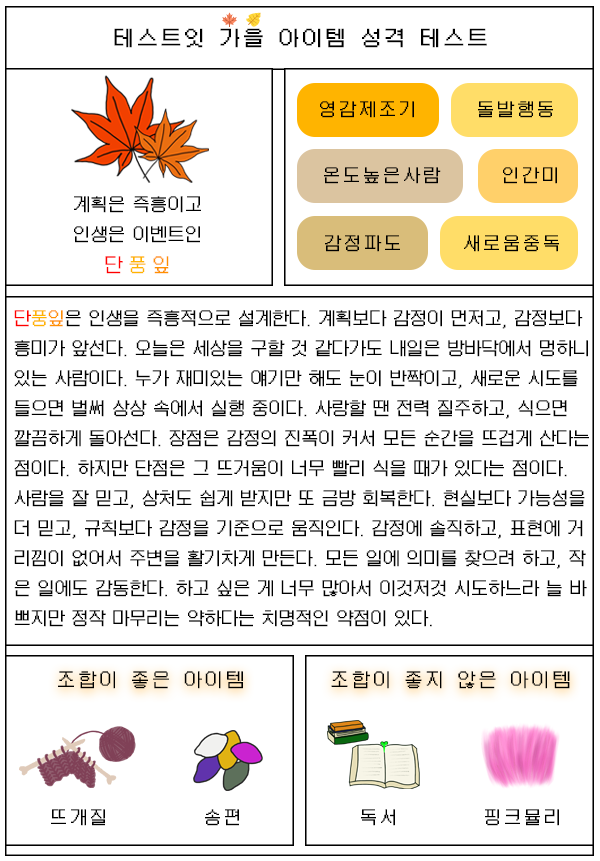 테스트잇 가을 아이템 성격 테스트
계획은 즉흥이고
인생은 이벤트인
단풍잎
영감제조기
돌발행동
온도높은사람
인간미
감정파도
새로움중독
단풍잎은 인생을 즉흥적으로 설계한다. 계획보다 감정이 먼저고, 감정보다
흥미가 앞선다. 오늘은 세상을 구할 것 같다가도 내일은 방바닥에서 멍하니
있는 사람이다. 누가 재미있는 얘기만 해도 눈이 반짝이고, 새로운 시도를
들으면 벌써 상상 속에서 실행 중이다. 사랑할 땐 전력 질주하고, 식으면
깔끔하게 돌아선다. 장점은 감정의 진폭이 커서 모든 순간을 뜨겁게 산다는
점이다. 하지만 단점은 그 뜨거움이 너무 빨리 식을 때가 있다는 점이다.
사람을 잘 믿고, 상처도 쉽게 받지만 또 금방 회복한다. 현실보다 가능성을
더 믿고, 규칙보다 감정을 기준으로 움직인다. 감정에 솔직하고, 표현에 거
리낌이 없어서 주변을 활기차게 만든다. 모든 일에 의미를 찾으려 하고, 작
은 일에도 감동한다. 하고 싶은 게 너무 많아서 이것저것 시도하느라 늘 바
쁘지만 정작 마무리는 약하다는 치명적인 약점이 있다.
조합이 좋은 아이템
뜨개질
송편
조합이 좋지 않은 아이템
독서
핑크뮬리